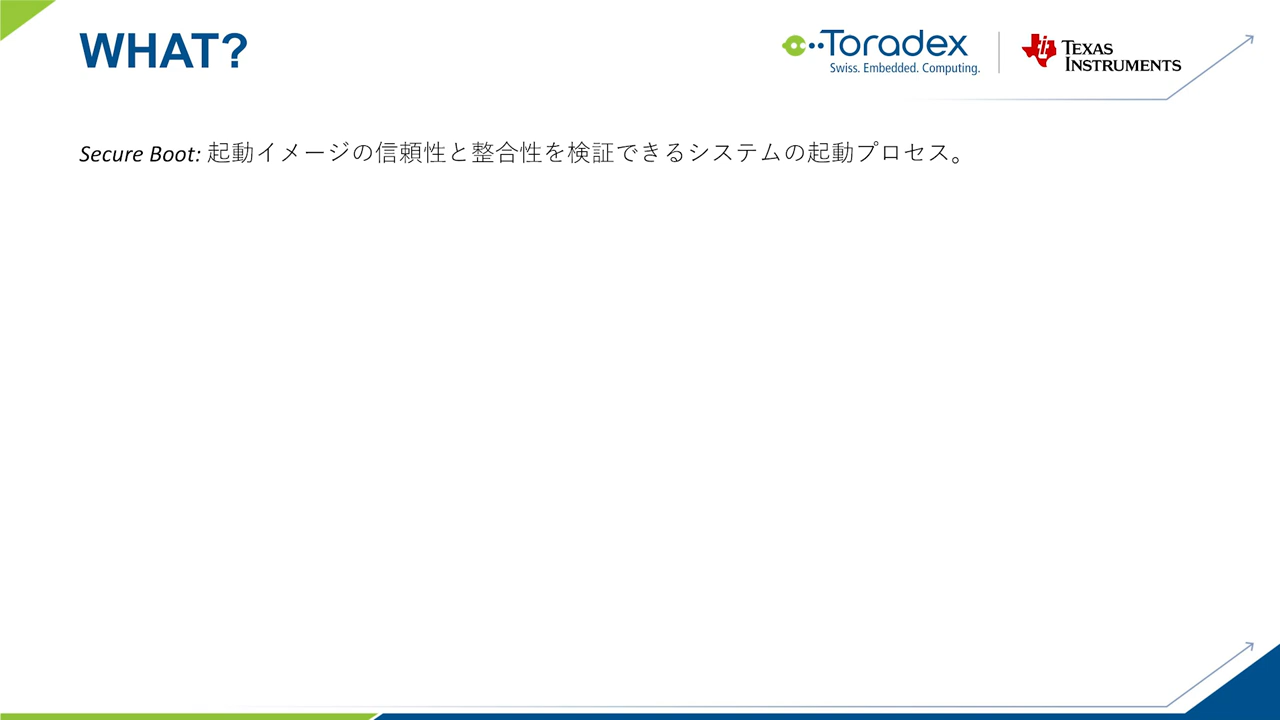 WHAT?
Toradex
Swiss. Embedded. Computing.
TEXAS
INSTRUMENTS
Secure Boot: 起動イメージの信頼性と整合性を検証できるシステムの起動プロセス。